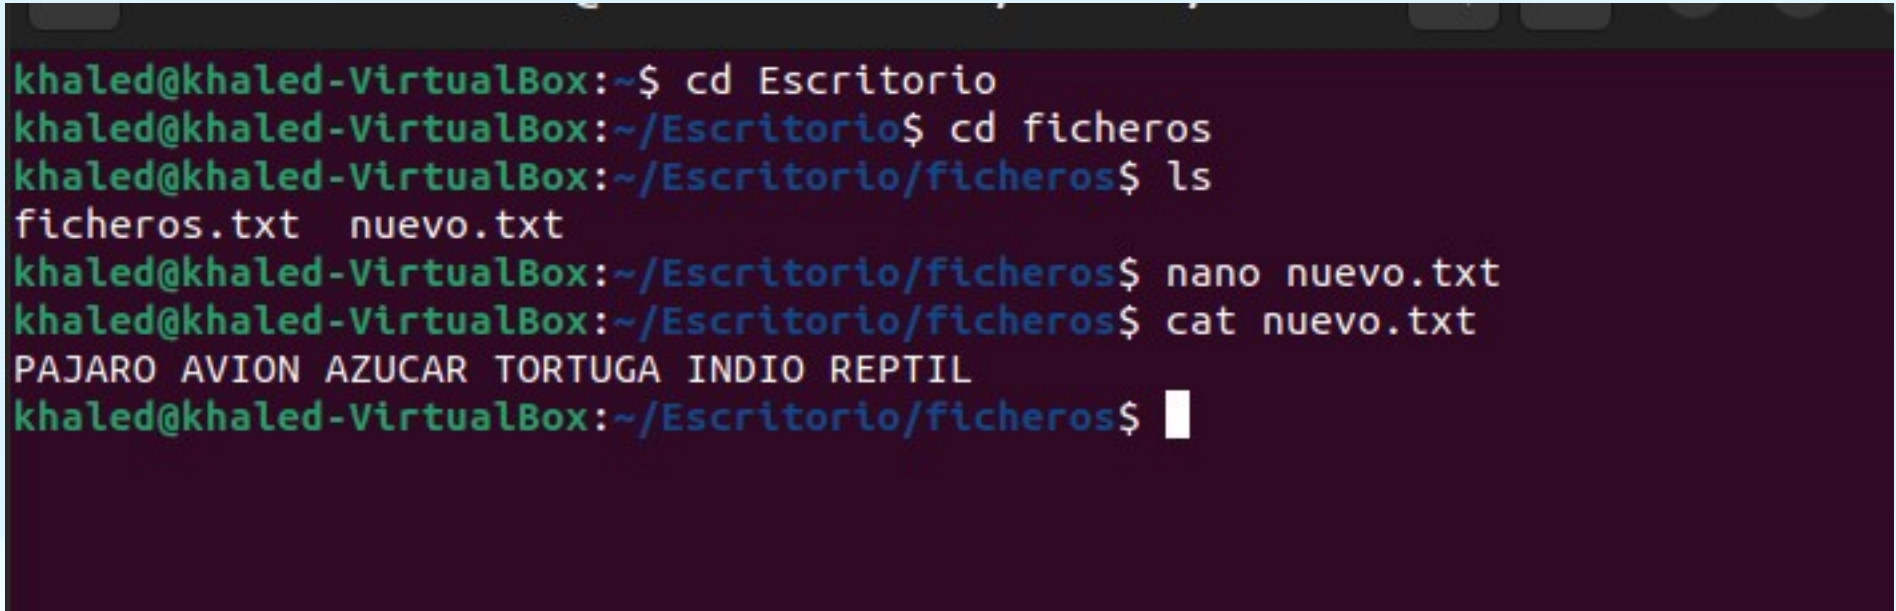 khaled@khaled-VirtualBox:~$ cd Escritorio
khaled@khaled-VirtualBox:~/Escritorio$ cd ficheros
khaled@khaled-VirtualBox:~/Escritorio/ficheros$ ls
ficheros.txt  nuevo.txt
khaled@khaled-VirtualBox:~/Escritorio/ficheros$ nano nuevo.txt
khaled@khaled-VirtualBox:~/Escritorio/ficheros$ cat nuevo.txt
PAJARO AVION AZUCAR TORTUGA INDIO REPTIL
khaled@khaled-VirtualBox:~/Escritorio/ficheros$